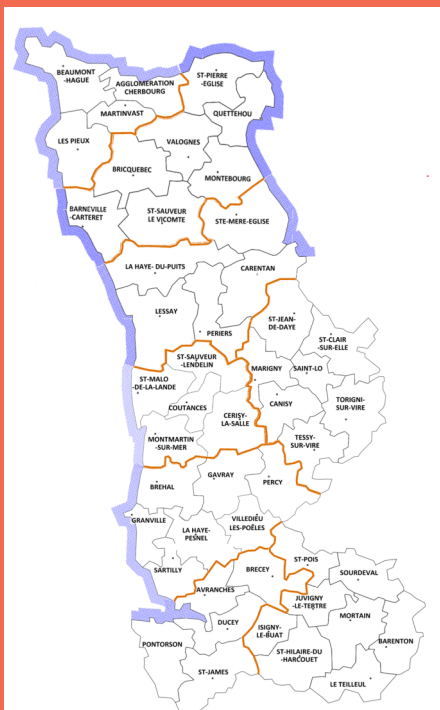 BEAUMONT
-HAGUE
AGGLOMERATION
CHERBOURG
ST-PIERRE
-EGLISE
MARTINVAST
QUETTEHOU
LES PIEUX
VALOGNES
BRICQUEBEC
MONTEBOURG
BARNEVILLE
-CARTERET
ST-SAUVEUR
LE VICOMTE
STE-MERE-EGLISE
LA HAYE- DU-PUITS
CARENTAN
LESSAY
ST-JEAN-
DE-DAYE
PERIERS
ST-CLAIR
-SUR-ELLE
ST-SAUVEUR
-LENDELIN
MARIGNY
SAINT-LO
ST-MALO
-DE-LA-LANDE
COUTANCES
CANISY
TORIGNI
-SUR-VIRE
CERISY-
LA-SALLE
MONTMARTIN
-SUR-MER
TESSY-
SUR-VIRE
GAVRAY
PERCY
BREHAL
GRANVILLE
VILLEDIEU
LES-POËLES
LA HAYE-
PESNEL
SARTILLY
ST-POIS
BRECEY
SOURDEVAL
AVRANCHES
JUVIGNY
-LE-TERTRE
MORTAIN
DUCEY
ISIGNY-
LE-BUAT
PONTORSON
BARENTON
ST-HILAIRE-DU
-HARCOUET
ST-JAMES
LE TEILLEUL